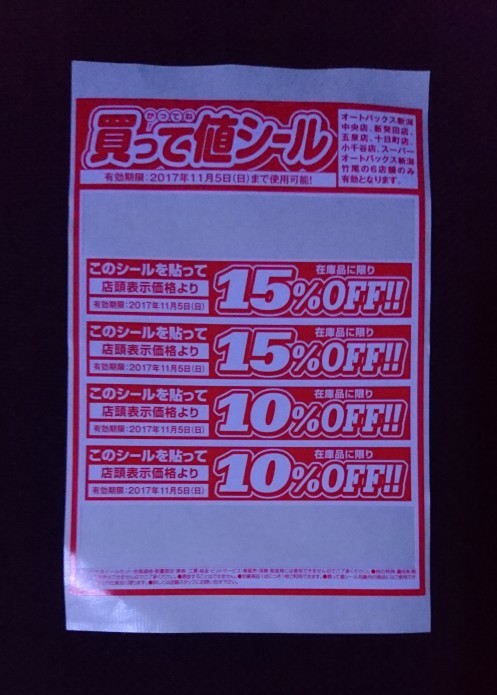 かってね
買って値シール
有効期限：2017年11月5日(日)まで使用可能!
オートバックス新潟
中央店、新発田店、
五泉店、十日町店、
小千谷店、スーパー
オートバックス新潟
竹尾の6店舗のみ
有効となります。
このシールを貼って
店頭表示価格より
有効期限：2017年11月5日(日)
在庫品に限り
15%OFF!!
このシールを貼って
店頭表示価格より
有効期限：2017年11月5日(日)
在庫品に限り
15%OFF!!
このシールを貼って
店頭表示価格より
有効期限：2017年11月5日(日)
在庫品に限り
10%OFF!!
このシールを貼って
店頭表示価格より
有効期限：2017年11月5日(日)
在庫品に限り
10%OFF!!